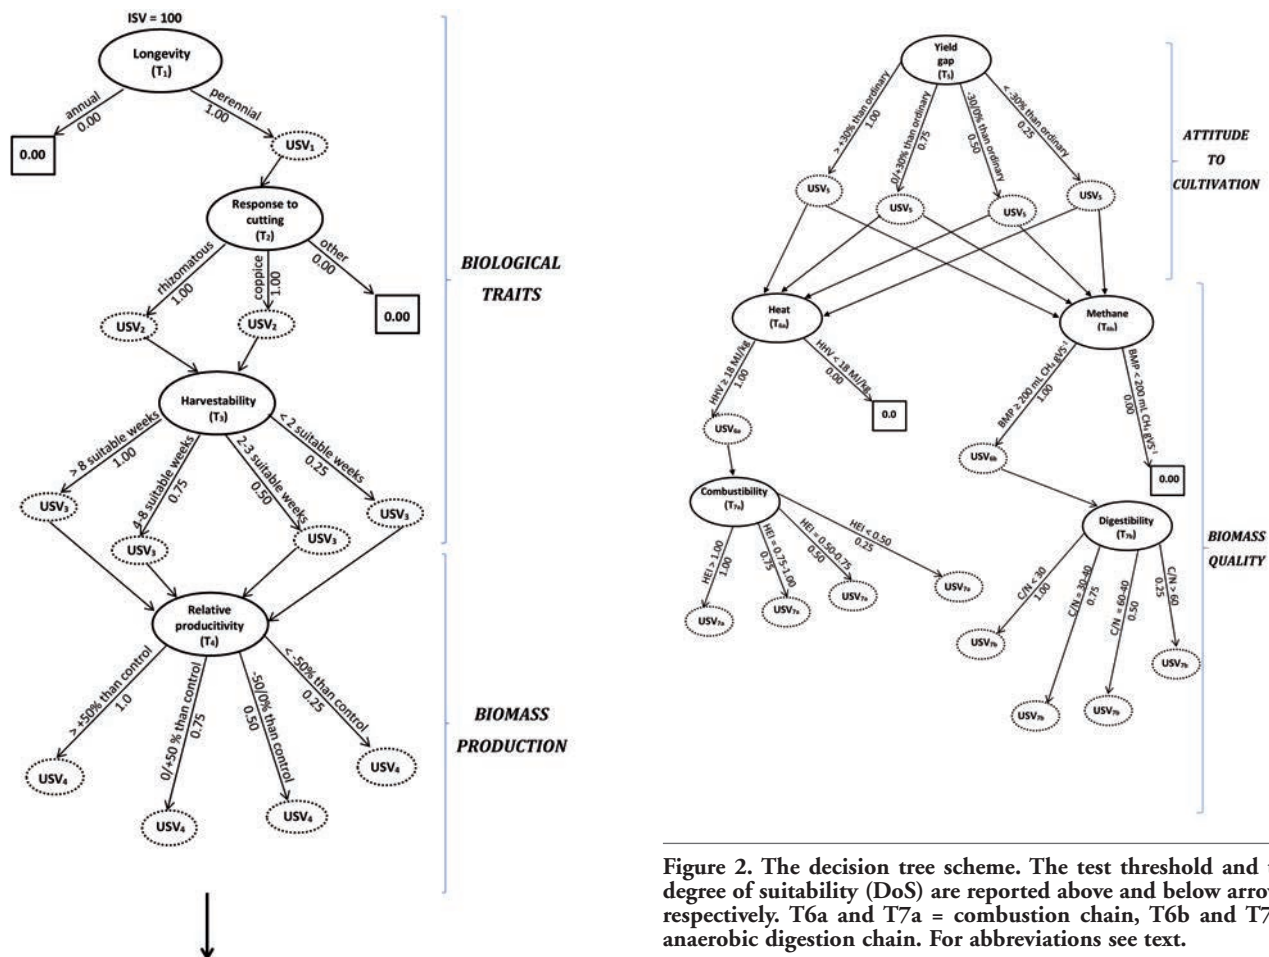 ISV = 100
Longevity
(T₁)
annual
0.00
perennial
1.00
0.00
USV₁
Response to
cutting
(T₂)
rhizomatous
1.00
coppice
1.00
other
0.00
0.00
USV₂
USV₂
Harvestability
(T₃)
> 8 suitable weeks
1.00
4-8 suitable weeks
0.75
2-3 suitable weeks
0.50
< 2 suitable weeks
0.25
USV₃
USV₃
USV₃
USV₃
Relative
producitivity
(T₄)
> +50% than control
1.0
0/+50 % than control
0.75
-50/0% than control
0.50
< -50% than control
0.25
USV₄
USV₄
USV₄
USV₄
BIOLOGICAL
TRAITS
BIOMASS
PRODUCTION
Yield
gap
(T₅)
> +30% than ordinary
1.00
0/+30% than ordinary
0.75
-30/0% than ordinary
0.50
< -30% than ordinary
0.25
USV₅
USV₅
USV₅
USV₅
ATTITUDE
TO
CULTIVATION
Heat
(T₆ₐ)
HHV ≥ 18 MJ/kg
1.00
HHV < 18 MJ/kg
0.00
0.0
USV₆ₐ
Methane
(T6b)
BMP ≥ 200 mL CH₄ gVS⁻¹
1.00
BMP < 200 mL CH₄ gVS⁻¹
0.00
0.00
USV6b
Combustibility
(T₇ₐ)
HEI > 1.00
1.00
HEI = 0.75-1.00
0.75
HEI = 0.50-0.75
0.50
HEI < 0.50
0.25
USV₇ₐ
USV₇ₐ
USV₇ₐ
USV₇ₐ
Digestibility
(T7b)
C/N < 30
1.00
C/N = 30-40
0.75
C/N = 60-40
0.50
C/N > 60
0.25
USV7b
USV7b
USV7b
USV7b
BIOMASS
QUALITY
Figure 2. The decision tree scheme. The test threshold and
degree of suitability (DoS) are reported above and below
respectively. T6a and T7a = combustion chain, T6b and
anaerobic digestion chain. For abbreviations see text.